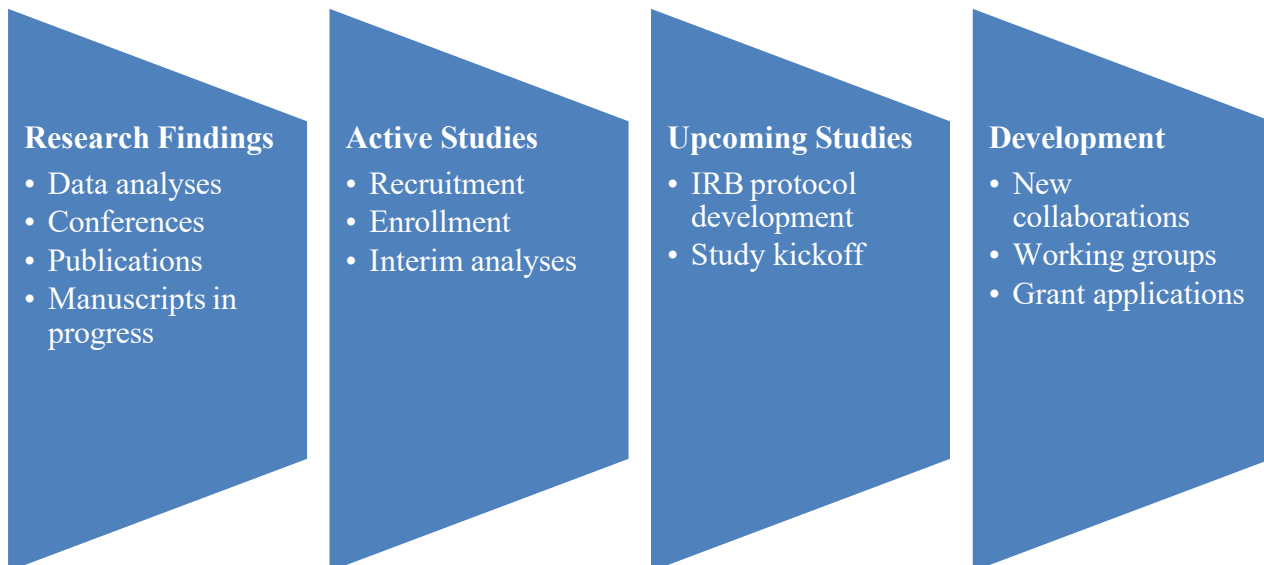 Research Findings
• Data analyses
• Conferences
• Publications
• Manuscripts in
progress
Active Studies
• Recruitment
• Enrollment
• Interim analyses
Upcoming Studies
• IRB protocol
development
• Study kickoff
Development
• New
collaborations
• Working groups
• Grant applications